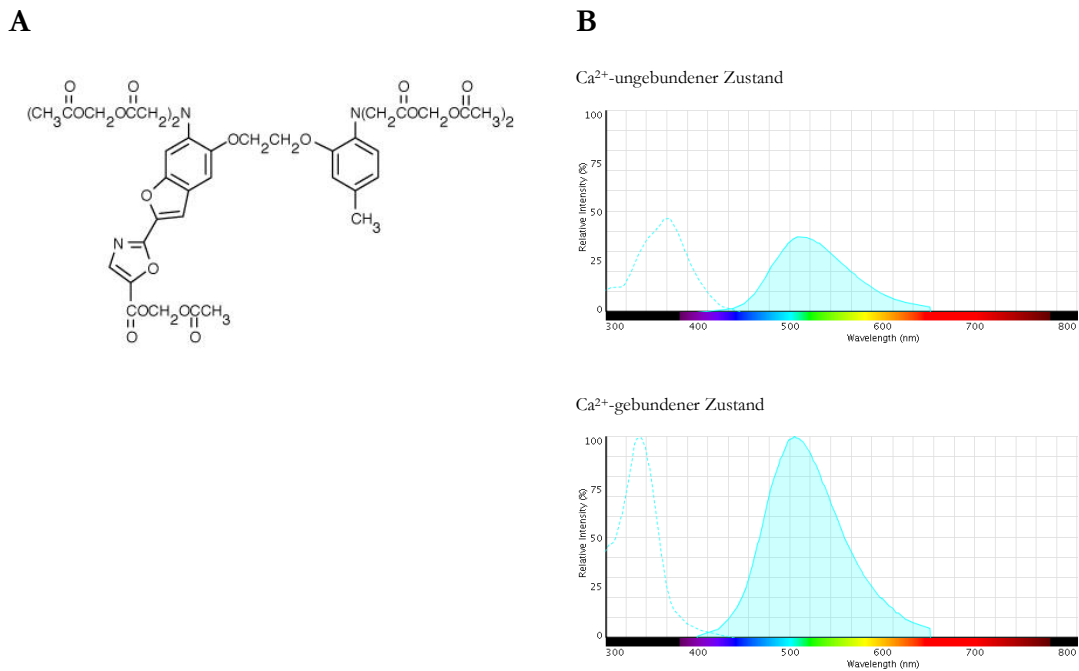 A
B
Ca²⁺-ungebundener Zustand
O O
(CH₃COCH₂OCCH₂)₂N
O O
N(CH₂COCH₂OCCH₃)₂
OCH₂CH₂O
O
CH₃
N
O
COCH₂OCCH₃
O O
100
75
50
25
0
Relative Intensity (%)
300 400 500 600 700 800
Wavelength (nm)
Ca²⁺-gebundener Zustand
100
75
50
25
0
Relative Intensity (%)
300 400 500 600 700 800
Wavelength (nm)